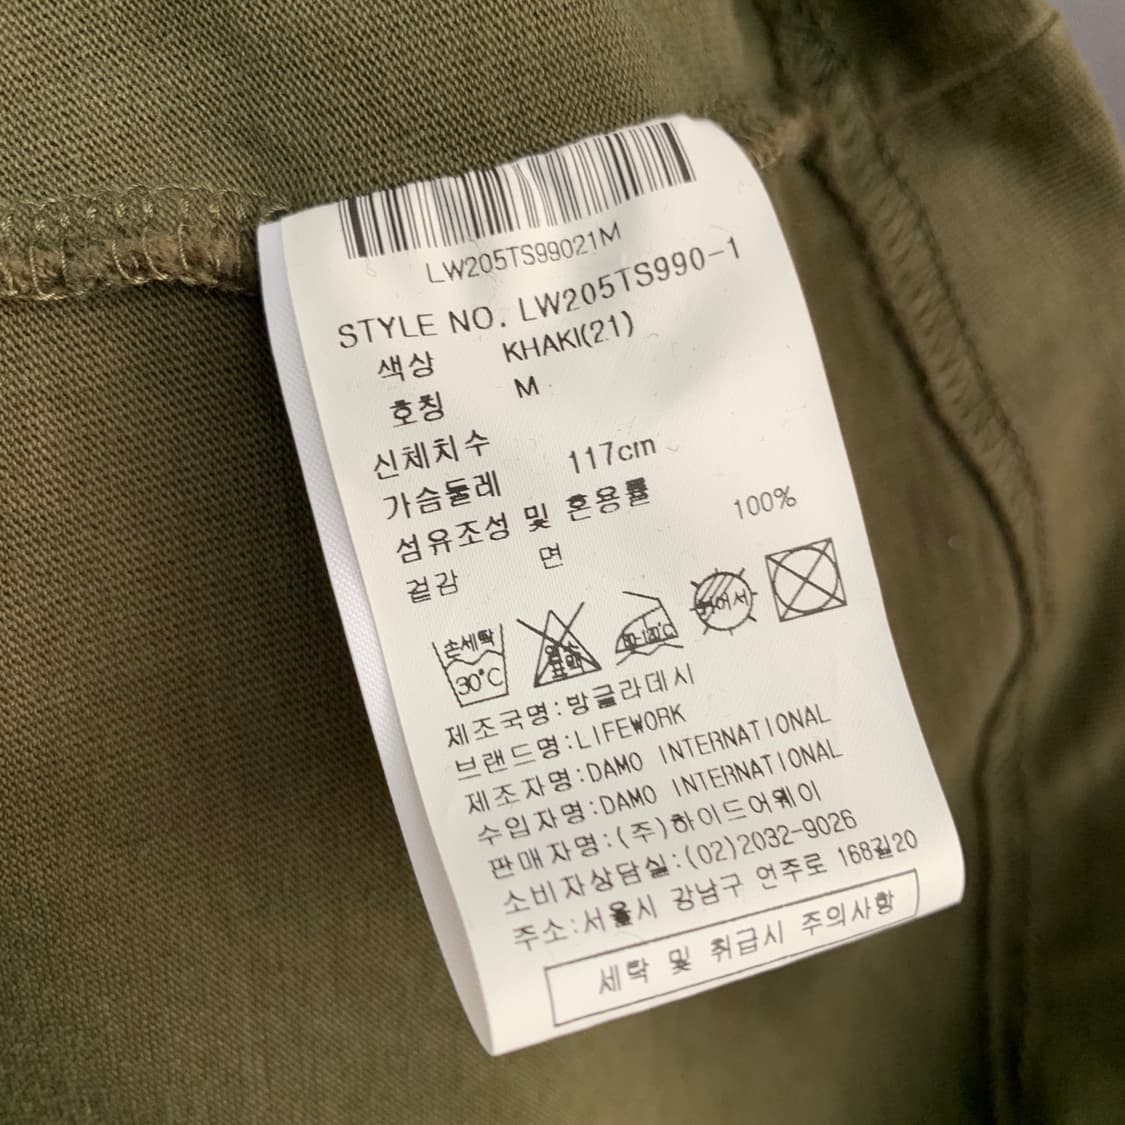 LW205TS99021M
STYLE NO. LW205TS990-1
색상 KHAKI(21)
호칭 M
신체치수
가슴둘레 117cm
섬유조성 및 혼용률
겉감 면 100%
손세탁
30℃
제조국명:방글라데시
브랜드명:LIFEWORK
제조자명:DAMO INTERNATIONAL
수입자명:DAMO INTERNATIONAL
판매자명:(주)하이드어웨이
소비자상담실:(02)2032-9026
주소:서울시 강남구 언주로 168길20
세탁 및 취급시 주의사항